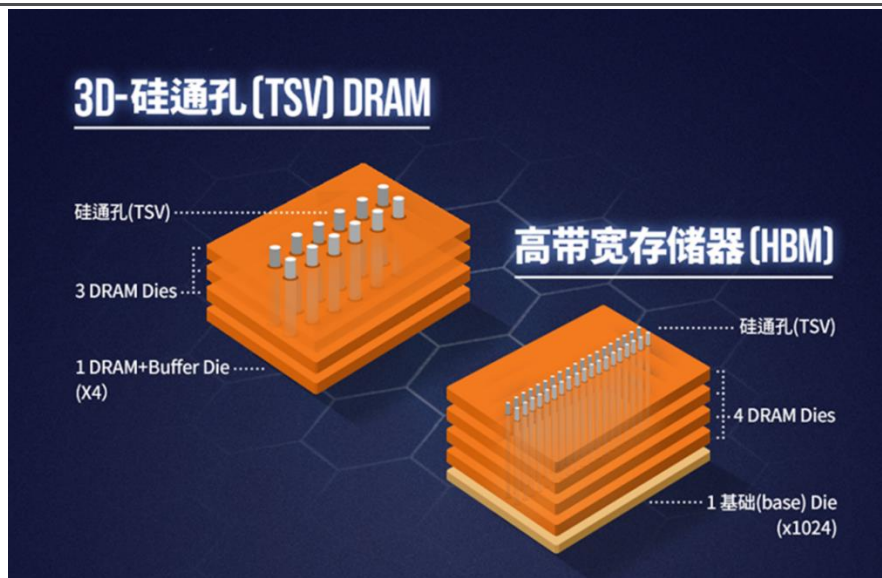 3D-硅通孔(TSV) DRAM
硅通孔(TSV)
3 DRAM Dies
1 DRAM+Buffer Die
(X4)
高带宽存储器(HBM)
硅通孔(TSV)
4 DRAM Dies
1 基础(base) Die
(x1024)